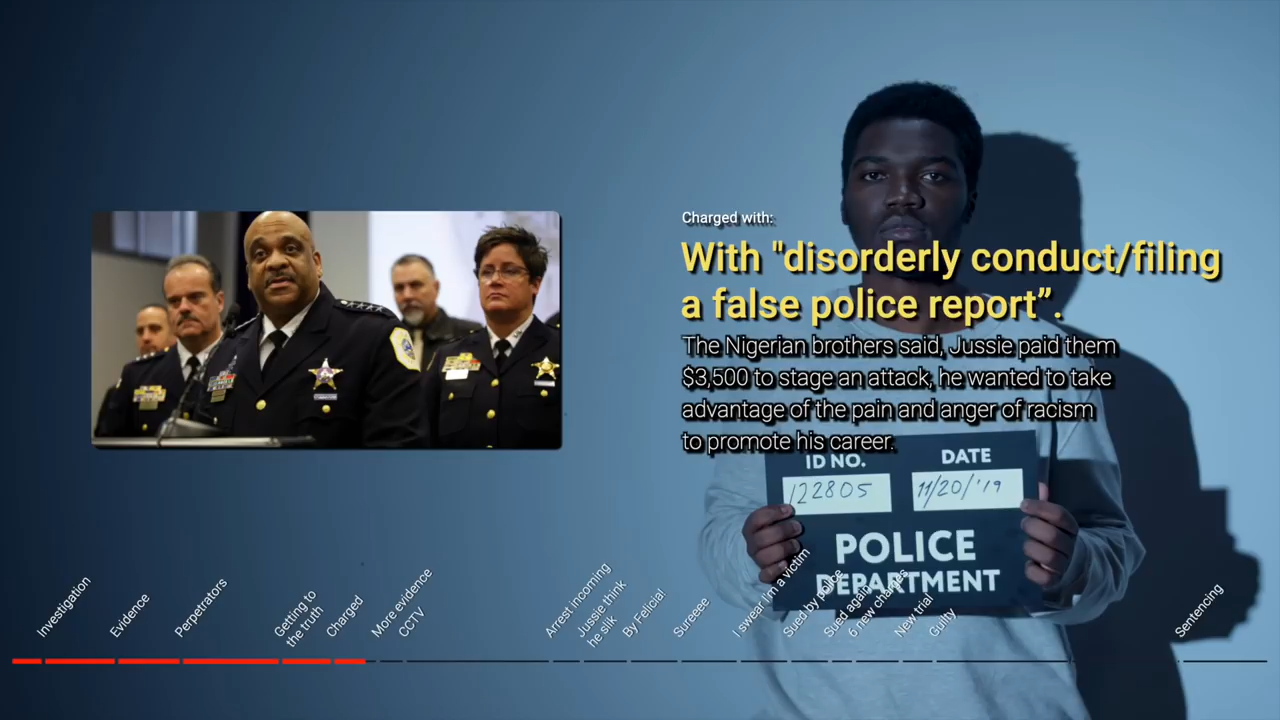 Charged with:
With "disorderly conduct/filing
a false police report”.
The Nigerian brothers said, Jussie paid them
$3,500 to stage an attack, he wanted to take
advantage of the pain and anger of racism
to promote his career.
ID NO.
DATE
122805
11/20/'19
POLICE
DEPARTMENT
Investigation
Evidence
Perpetrators
Getting to
the truth
Charged
More evidence
CCTV
Arrest incoming
Jussie think
he slik
By Felicia!
Sureeee
I swear I'm a victim
Sued by police
Sued again
6 new charges
New trial
Guilty
Sentencing